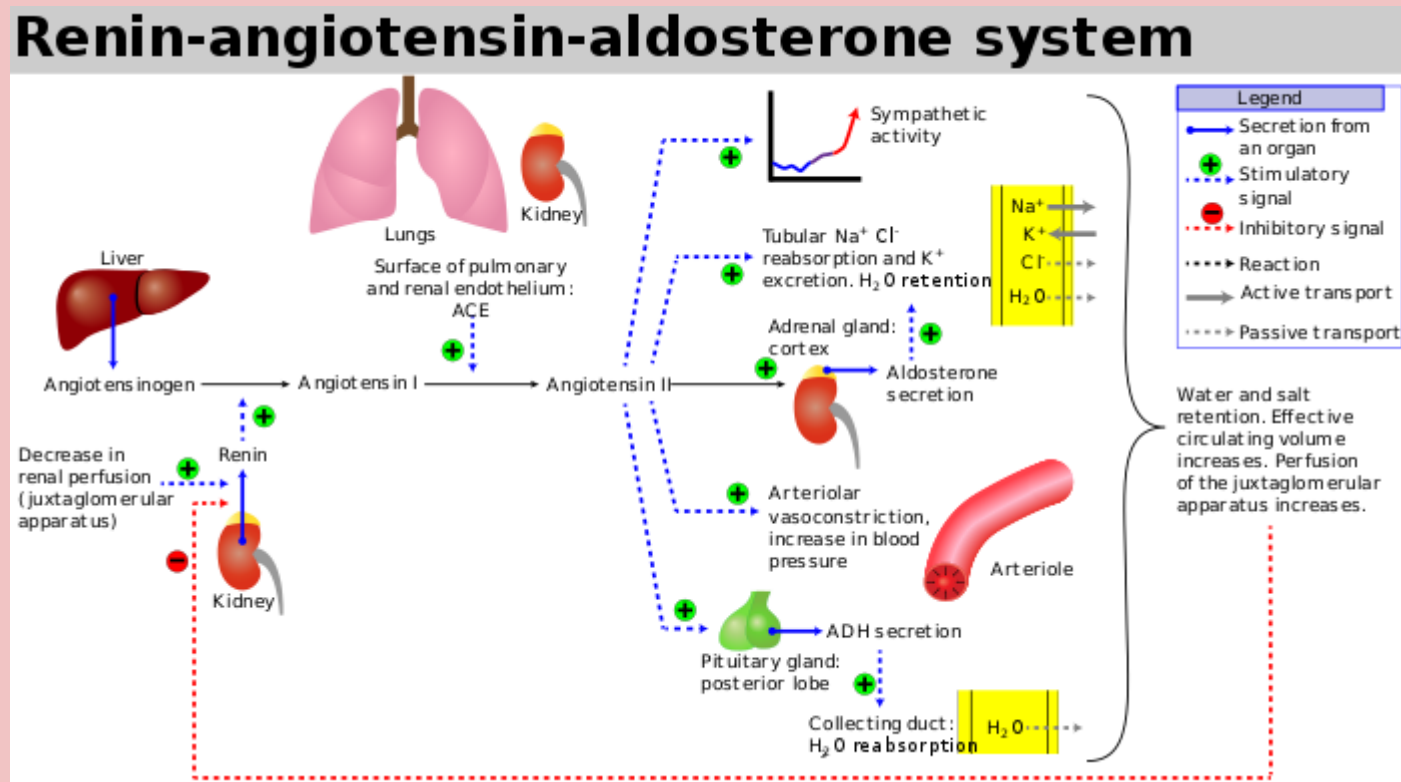 Renin-angiotensin-aldosterone system
Liver
Lungs
Kidney
Surface of pulmonary
and renal endothelium:
ACE
Angiotensinogen
Angiotensin I
Angiotensin II
Decrease in
renal perfusion
(juxtaglomerular
apparatus)
Renin
Kidney
Sympathetic
activity
Tubular Na⁺ Cl⁻
reabsorption and K⁺
excretion. H₂O retention
Na⁺
K⁺
Cl⁻
H₂O
Adrenal gland:
cortex
Aldosterone
secretion
Arteriolar
vasoconstriction,
increase in blood
pressure
Arteriole
ADH secretion
Pituitary gland:
posterior lobe
Collecting duct:
H₂O reabsorption
H₂O
Legend
Secretion from
an organ
Stimulatory
signal
Inhibitory signal
Reaction
Active transport
Passive transport
Water and salt
retention. Effective
circulating volume
increases. Perfusion
of the juxtaglomerular
apparatus increases.